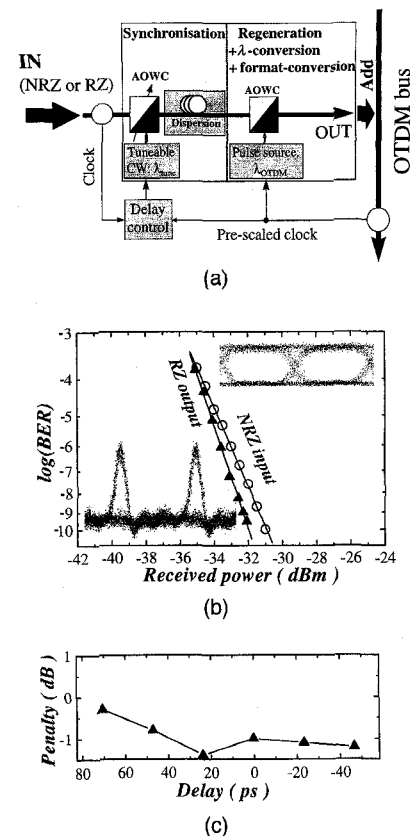 Synchronisation
Regeneration
+λ-conversion
+ format-conversion
IN
(NRZ or RZ)
AOWC
AOWC
Dispersion
OUT
Add
OTDM bus
Clock
Tuneable
CW λtune
Pulse source
λOTDM
Delay
control
Pre-scaled clock
(a)
log(BER)
-3
-4
-5
-6
-7
-8
-9
-10
RZ output
NRZ input
-42 -40 -38 -36 -34 -32 -30 -28 -26 -24
Received power ( dBm )
(b)
Penalty ( dB )
1
0
-1
80 60 40 20 0 -20 -40
Delay ( ps )
(c)